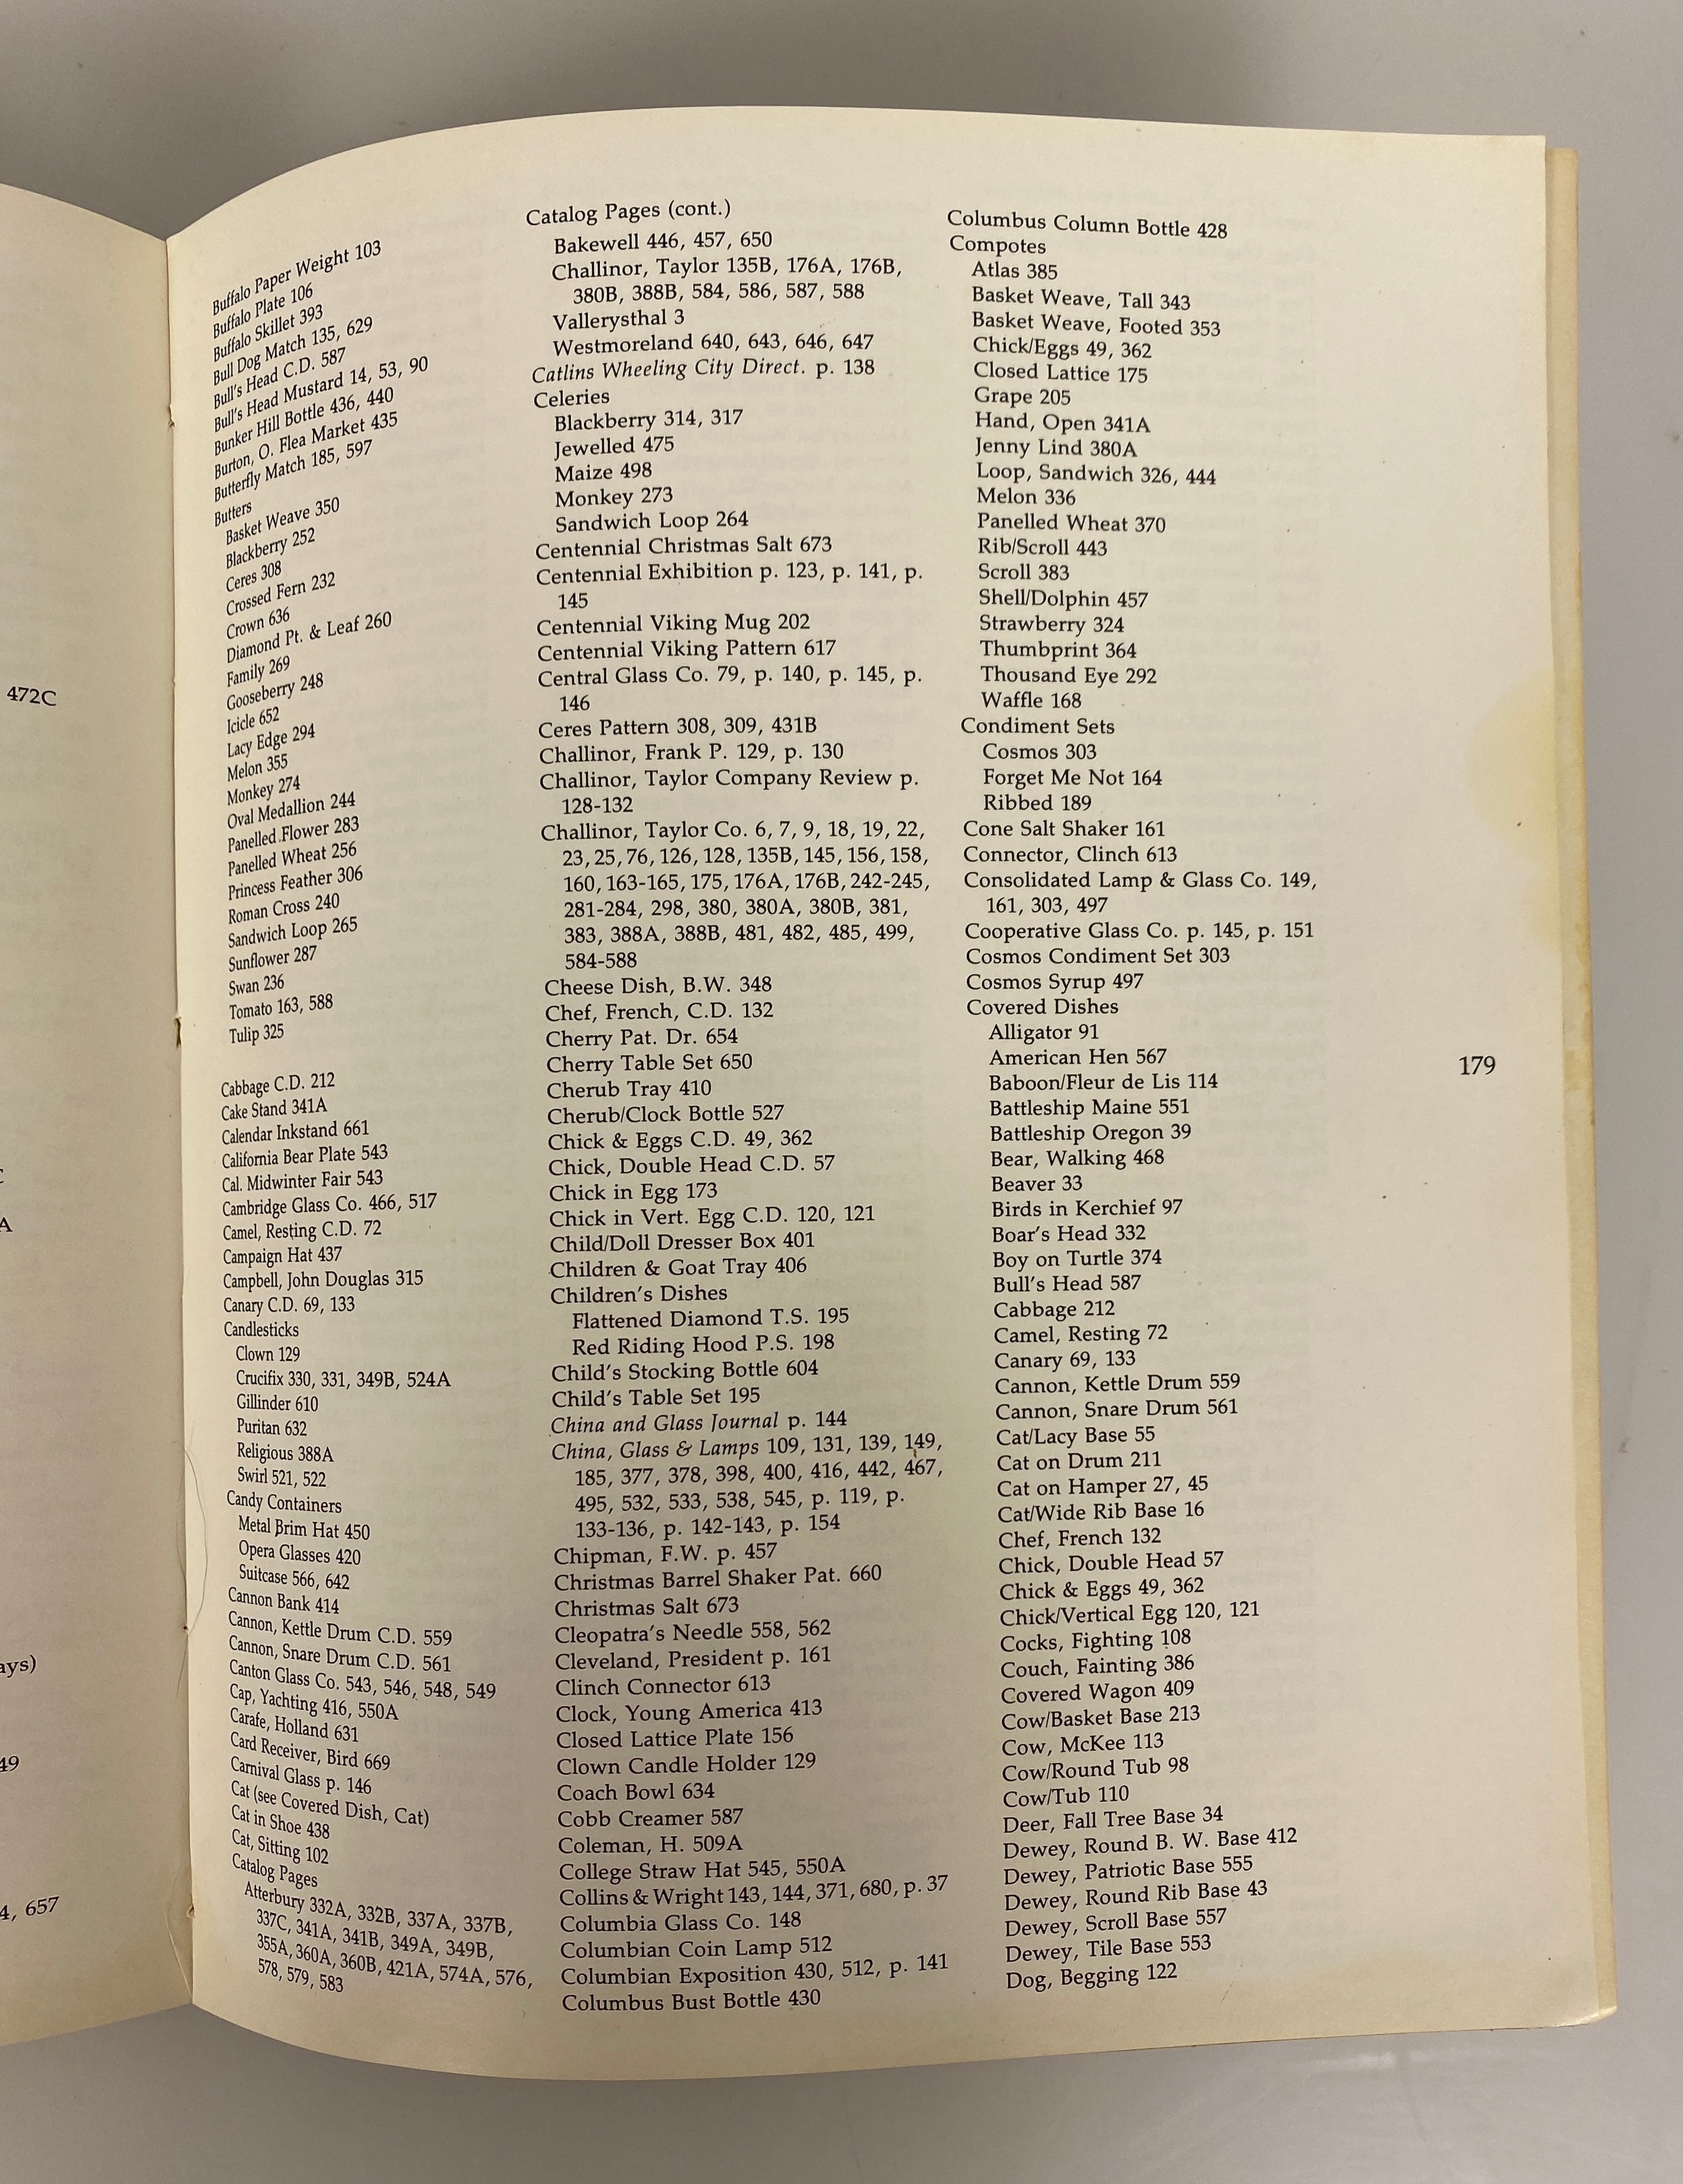 472C
A
ays)
49
4, 657
Buffalo Paper Weight 103
Buffalo Plate 106
Buffalo Skillet 393
Bull Dog Match 135, 629
Bull's Head C.D. 587
Bull's Head Mustard 14, 53, 90
Bunker Hill Bottle 436, 440
Burton, O. Flea Market 435
Butterfly Match 185, 597
Butters
Basket Weave 350
Blackberry 252
Ceres 308
Crossed Fern 232
Crown 636
Diamond Pt. & Leaf 260
Family 269
Gooseberry 248
Icicle 652
Lacy Edge 294
Melon 355
Monkey 274
Oval Medallion 244
Panelled Flower 283
Panelled Wheat 256
Princess Feather 306
Roman Cross 240
Sandwich Loop 265
Sunflower 287
Swan 236
Tomato 163, 588
Tulip 325
Cabbage C.D. 212
Cake Stand 341A
Calendar Inkstand 661
California Bear Plate 543
Cal. Midwinter Fair 543
Cambridge Glass Co. 466, 517
Camel, Resting C.D. 72
Campaign Hat 437
Campbell, John Douglas 315
Canary C.D. 69, 133
Candlesticks
Clown 129
Crucifix 330, 331, 349B, 524A
Gillinder 610
Puritan 632
Religious 388A
Swirl 521, 522
Candy Containers
Metal Brim Hat 450
Opera Glasses 420
Suitcase 566, 642
Cannon Bank 414
Cannon, Kettle Drum C.D. 559
Cannon, Snare Drum C.D. 561
Canton Glass Co. 543, 546, 548, 549
Cap, Yachting 416, 550A
Carafe, Holland 631
Card Receiver, Bird 669
Carnival Glass p. 146
Cat (see Covered Dish, Cat)
Cat in Shoe 438
Cat, Sitting 102
Catalog Pages
Atterbury 332A, 332B, 337A, 337B,
337C, 341A, 341B, 349A, 349B,
355A, 360A, 360B, 421A, 574A, 576,
578, 579, 583
Catalog Pages (cont.)
Bakewell 446, 457, 650
Challinor, Taylor 135B, 176A, 176B,
380B, 388B, 584, 586, 587, 588
Vallerysthal 3
Westmoreland 640, 643, 646, 647
Catlins Wheeling City Direct. p. 138
Celeries
Blackberry 314, 317
Jewelled 475
Maize 498
Monkey 273
Sandwich Loop 264
Centennial Christmas Salt 673
Centennial Exhibition p. 123, p. 141, p.
145
Centennial Viking Mug 202
Centennial Viking Pattern 617
Central Glass Co. 79, p. 140, p. 145, p.
146
Ceres Pattern 308, 309, 431B
Challinor, Frank P. 129, p. 130
Challinor, Taylor Company Review p.
128-132
Challinor, Taylor Co. 6, 7, 9, 18, 19, 22,
23, 25, 76, 126, 128, 135B, 145, 156, 158,
160, 163-165, 175, 176A, 176B, 242-245,
281-284, 298, 380, 380A, 380B, 381,
383, 388A, 388B, 481, 482, 485, 499,
584-588
Cheese Dish, B.W. 348
Chef, French, C.D. 132
Cherry Pat. Dr. 654
Cherry Table Set 650
Cherub Tray 410
Cherub/Clock Bottle 527
Chick & Eggs C.D. 49, 362
Chick, Double Head C.D. 57
Chick in Egg 173
Chick in Vert. Egg C.D. 120, 121
Child/Doll Dresser Box 401
Children & Goat Tray 406
Children's Dishes
Flattened Diamond T.S. 195
Red Riding Hood P.S. 198
Child's Stocking Bottle 604
Child's Table Set 195
China and Glass Journal p. 144
China, Glass & Lamps 109, 131, 139, 149,
185, 377, 378, 398, 400, 416, 442, 467,
495, 532, 533, 538, 545, p. 119, p.
133-136, p. 142-143, p. 154
Chipman, F.W. p. 457
Christmas Barrel Shaker Pat. 660
Christmas Salt 673
Cleopatra's Needle 558, 562
Cleveland, President p. 161
Clinch Connector 613
Clock, Young America 413
Closed Lattice Plate 156
Clown Candle Holder 129
Coach Bowl 634
Cobb Creamer 587
Coleman, H. 509A
College Straw Hat 545, 550A
Collins & Wright 143, 144, 371, 680, p. 37
Columbia Glass Co. 148
Columbian Coin Lamp 512
Columbian Exposition 430, 512, p. 141
Columbus Bust Bottle 430
Columbus Column Bottle 428
Compotes
Atlas 385
Basket Weave, Tall 343
Basket Weave, Footed 353
Chick/Eggs 49, 362
Closed Lattice 175
Grape 205
Hand, Open 341A
Jenny Lind 380A
Loop, Sandwich 326, 444
Melon 336
Panelled Wheat 370
Rib/Scroll 443
Scroll 383
Shell/Dolphin 457
Strawberry 324
Thumbprint 364
Thousand Eye 292
Waffle 168
Condiment Sets
Cosmos 303
Forget Me Not 164
Ribbed 189
Cone Salt Shaker 161
Connector, Clinch 613
Consolidated Lamp & Glass Co. 149,
161, 303, 497
Cooperative Glass Co. p. 145, p. 151
Cosmos Condiment Set 303
Cosmos Syrup 497
Covered Dishes
Alligator 91
American Hen 567
Baboon/Fleur de Lis 114
Battleship Maine 551
Battleship Oregon 39
Bear, Walking 468
Beaver 33
Birds in Kerchief 97
Boar's Head 332
Boy on Turtle 374
Bull's Head 587
Cabbage 212
Camel, Resting 72
Canary 69, 133
Cannon, Kettle Drum 559
Cannon, Snare Drum 561
Cat/Lacy Base 55
Cat on Drum 211
Cat on Hamper 27, 45
Cat/Wide Rib Base 16
Chef, French 132
Chick, Double Head 57
Chick & Eggs 49, 362
Chick/Vertical Egg 120, 121
Cocks, Fighting 108
Couch, Fainting 386
Covered Wagon 409
Cow/Basket Base 213
Cow, McKee 113
Cow/Round Tub 98
Cow/Tub 110
Deer, Fall Tree Base 34
Dewey, Round B. W. Base 412
Dewey, Patriotic Base 555
Dewey, Round Rib Base 43
Dewey, Scroll Base 557
Dewey, Tile Base 553
Dog, Begging 122
179